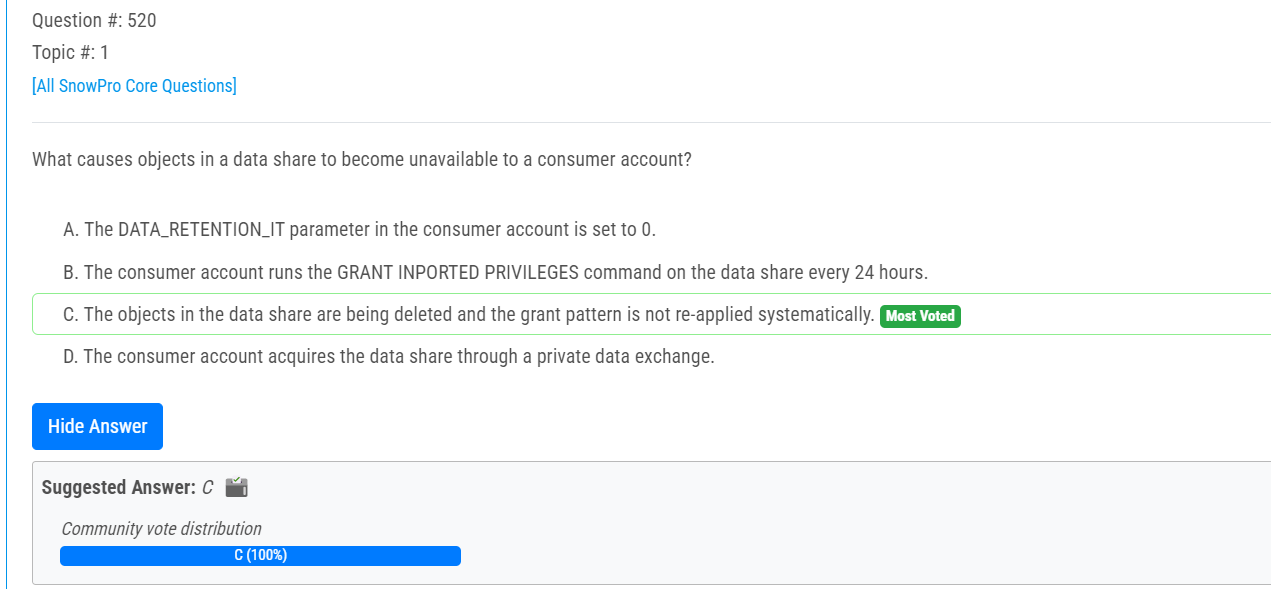 Question #: 520
Topic #: 1
[All SnowPro Core Questions]
What causes objects in a data share to become unavailable to a consumer account?
A. The DATA_RETENTION_IT parameter in the consumer account is set to 0.
B. The consumer account runs the GRANT INPORTED PRIVILEGES command on the data share every 24 hours.
C. The objects in the data share are being deleted and the grant pattern is not re-applied systematically. Most Voted
D. The consumer account acquires the data share through a private data exchange.
Hide Answer
Suggested Answer: C
Community vote distribution
C (100%)